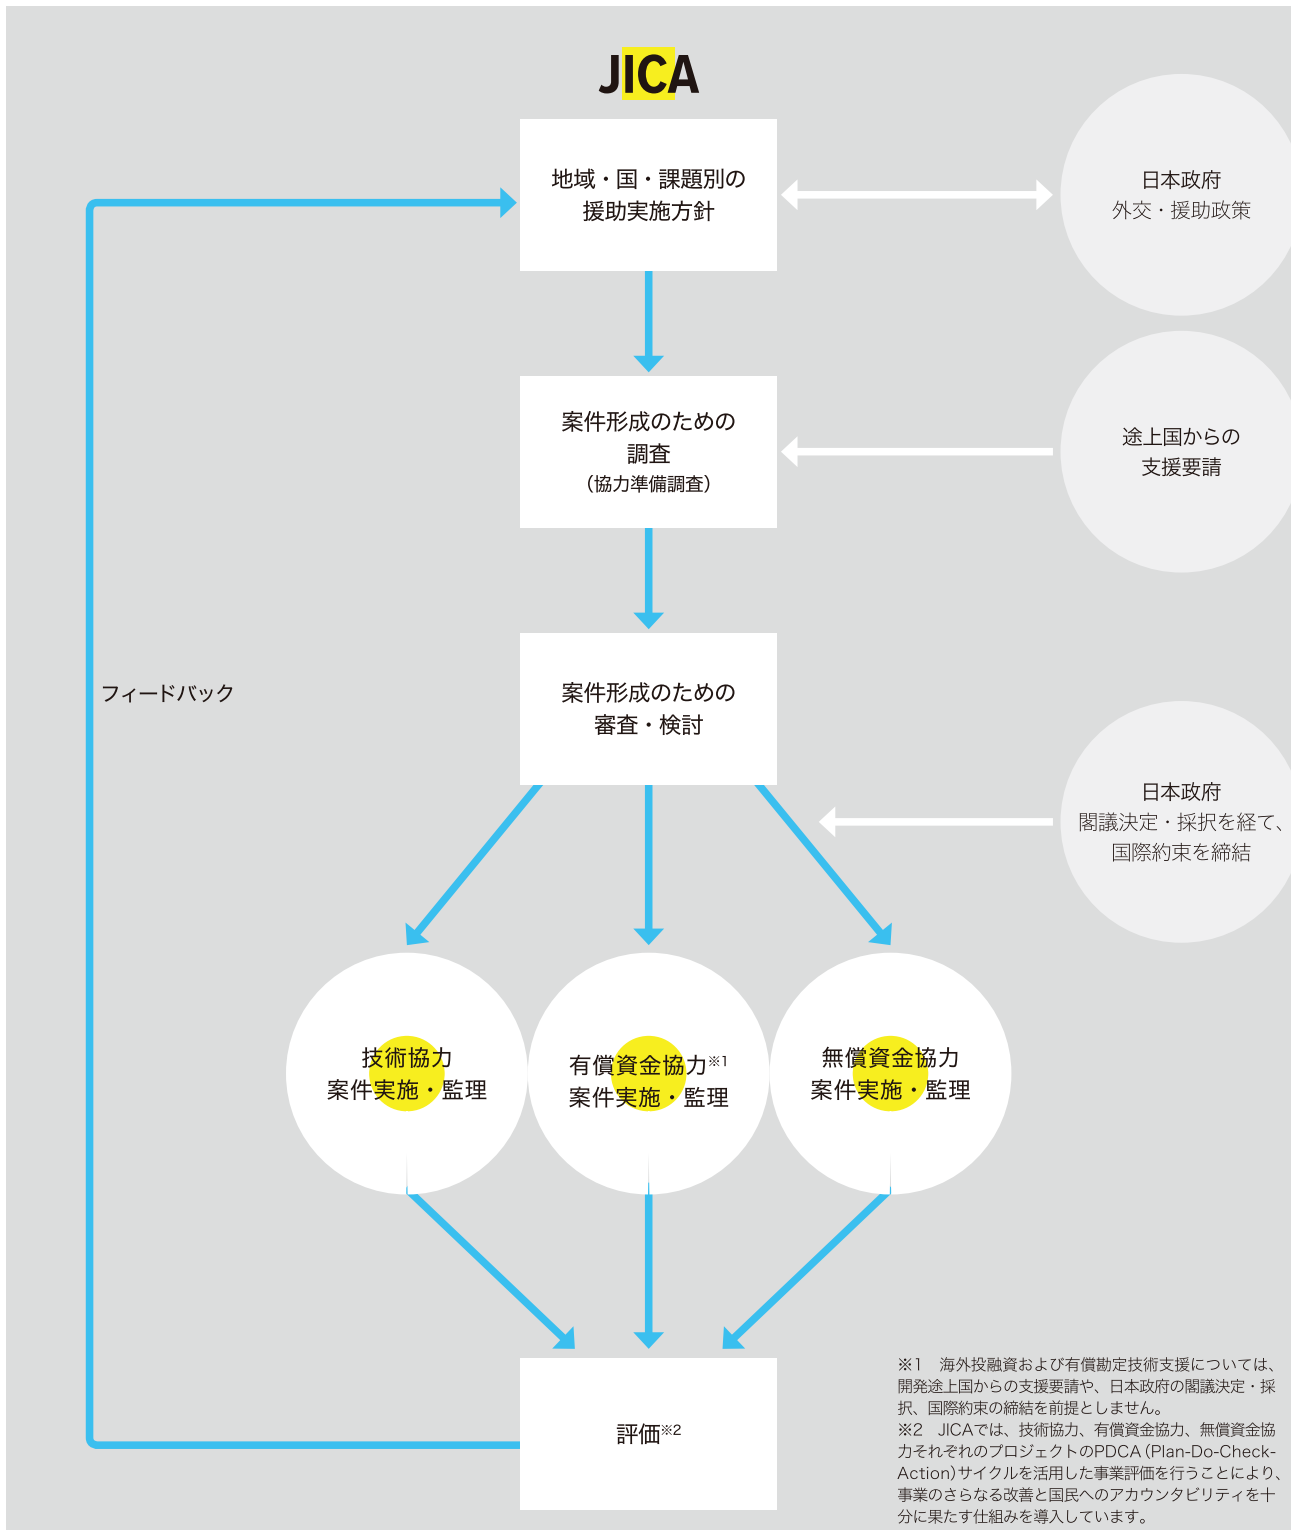 JICA
地域・国・課題別の
援助実施方針
日本政府
外交・援助政策
案件形成のための
調査
（協力準備調査）
途上国からの
支援要請
フィードバック
案件形成のための
審査・検討
日本政府
閣議決定・採択を経て、
国際約束を締結
技術協力
案件実施・監理
有償資金協力※1
案件実施・監理
無償資金協力
案件実施・監理
評価※2
※1　海外投融資および有償勘定技術支援については、
開発途上国からの支援要請や、日本政府の閣議決定・採
択、国際約束の締結を前提としません。
※2　JICAでは、技術協力、有償資金協力、無償資金協
力それぞれのプロジェクトのPDCA（Plan-Do-Check-
Action）サイクルを活用した事業評価を行うことにより、
事業のさらなる改善と国民へのアカウンタビリティを十
分に果たす仕組みを導入しています。